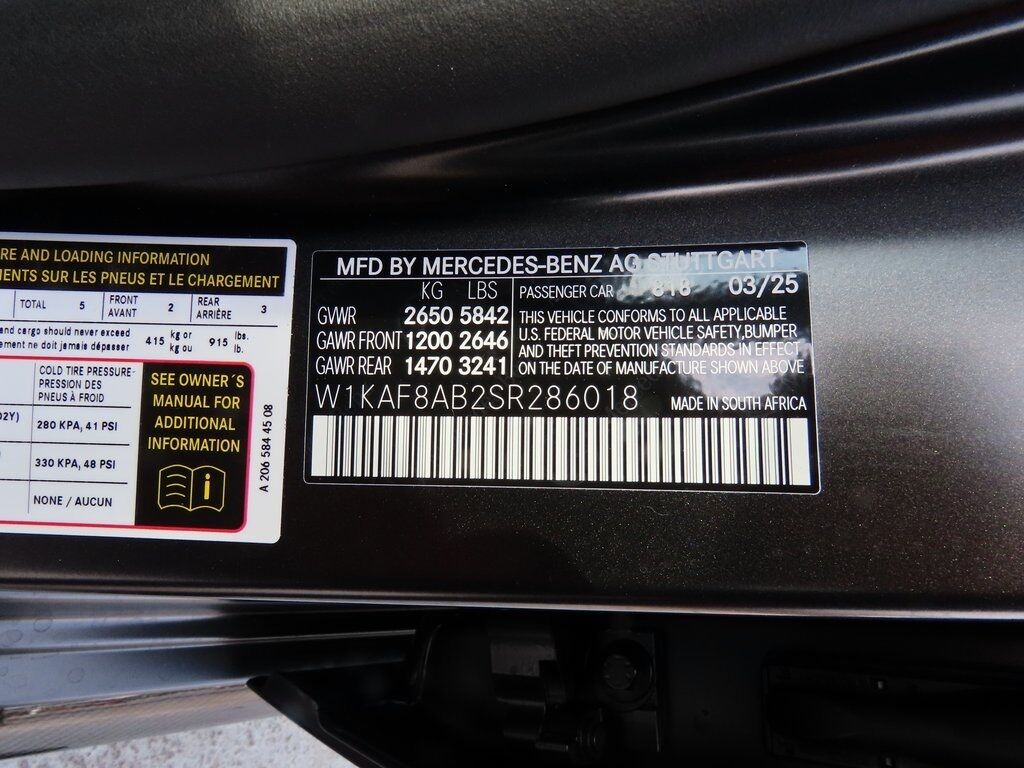 RE AND LOADING INFORMATION
MENTS SUR LES PNEUS ET LE CHARGEMENT
TOTAL 5 FRONT AVANT 2 REAR ARRIÈRE 3
and cargo should never exceed 415 kg or 915 lbs.
ement ne doit jamais dépasser kg ou lb.
COLD TIRE PRESSURE-
PRESSION DES
PNEUS À FROID
02Y) 280 KPA, 41 PSI
330 KPA, 48 PSI
NONE / AUCUN
SEE OWNER´S
MANUAL FOR
ADDITIONAL
INFORMATION
A 206 584 45 08
MFD BY MERCEDES-BENZ AG STUTTGART
KG LBS
GVWR 2650 5842
GAWR FRONT 1200 2646
GAWR REAR 1470 3241
PASSENGER CAR 818 03/25
THIS VEHICLE CONFORMS TO ALL APPLICABLE
U.S. FEDERAL MOTOR VEHICLE SAFETY,BUMPER
AND THEFT PREVENTION STANDARDS IN EFFECT
ON THE DATE OF MANUFACTURE SHOWN ABOVE
W1KAF8AB2SR286018 MADE IN SOUTH AFRICA